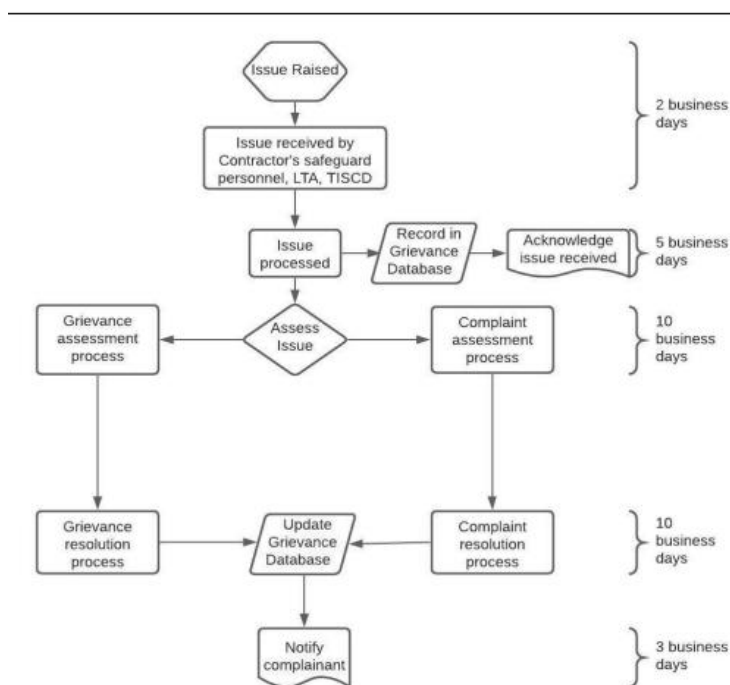 Issue Raised
2 business
days
Issue received by
Contractor's safeguard
personnel, LTA, TISCD
Issue
processed
Record in
Grievance
Database
Acknowledge
issue received
5 business
days
Grievance
assessment
process
Assess
Issue
Complaint
assessment
process
10
business
days
Grievance
resolution
process
Update
Grievance
Database
Complaint
resolution
process
10
business
days
Notify
complainant
3 business
days